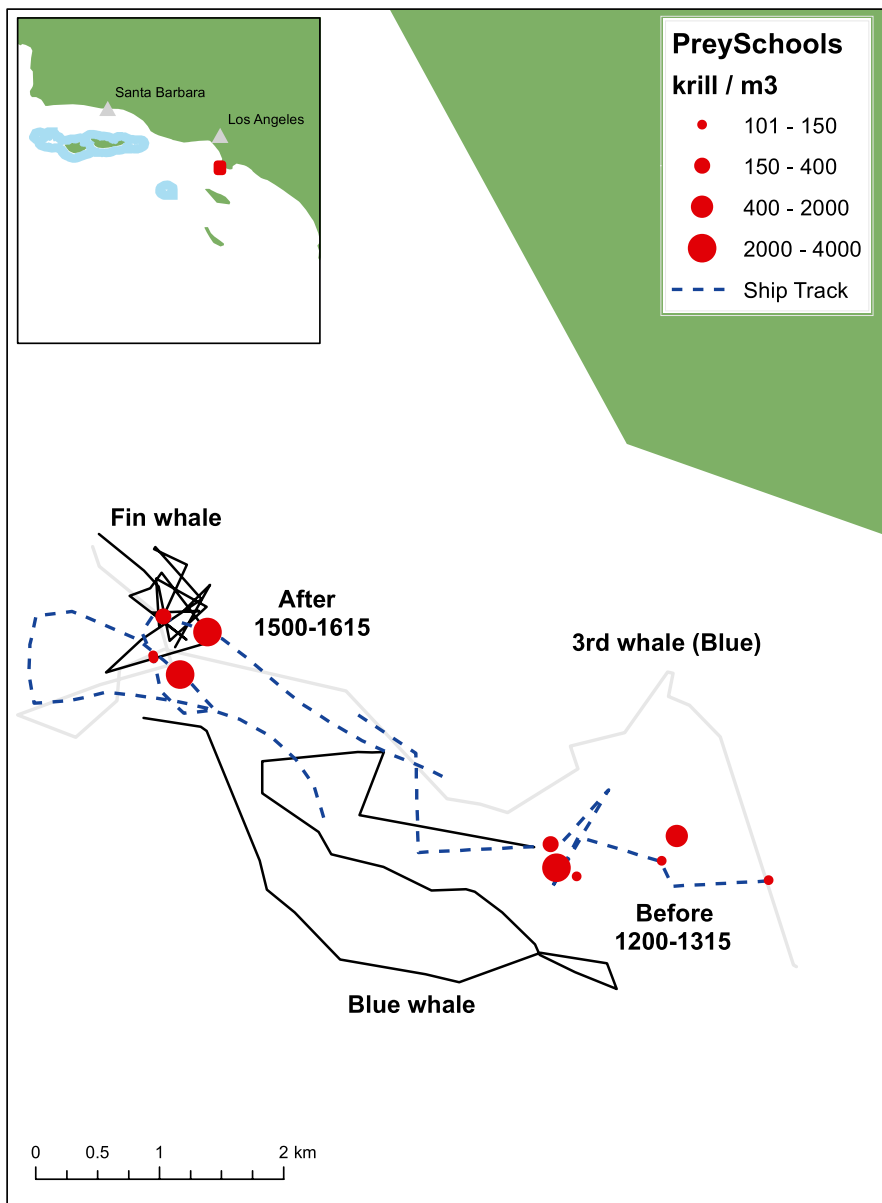 Santa Barbara
Los Angeles
PreySchools
krill / m3
101 - 150
150 - 400
400 - 2000
2000 - 4000
Ship Track
Fin whale
After
1500-1615
3rd whale (Blue)
Before
1200-1315
Blue whale
0 0.5 1 2 km